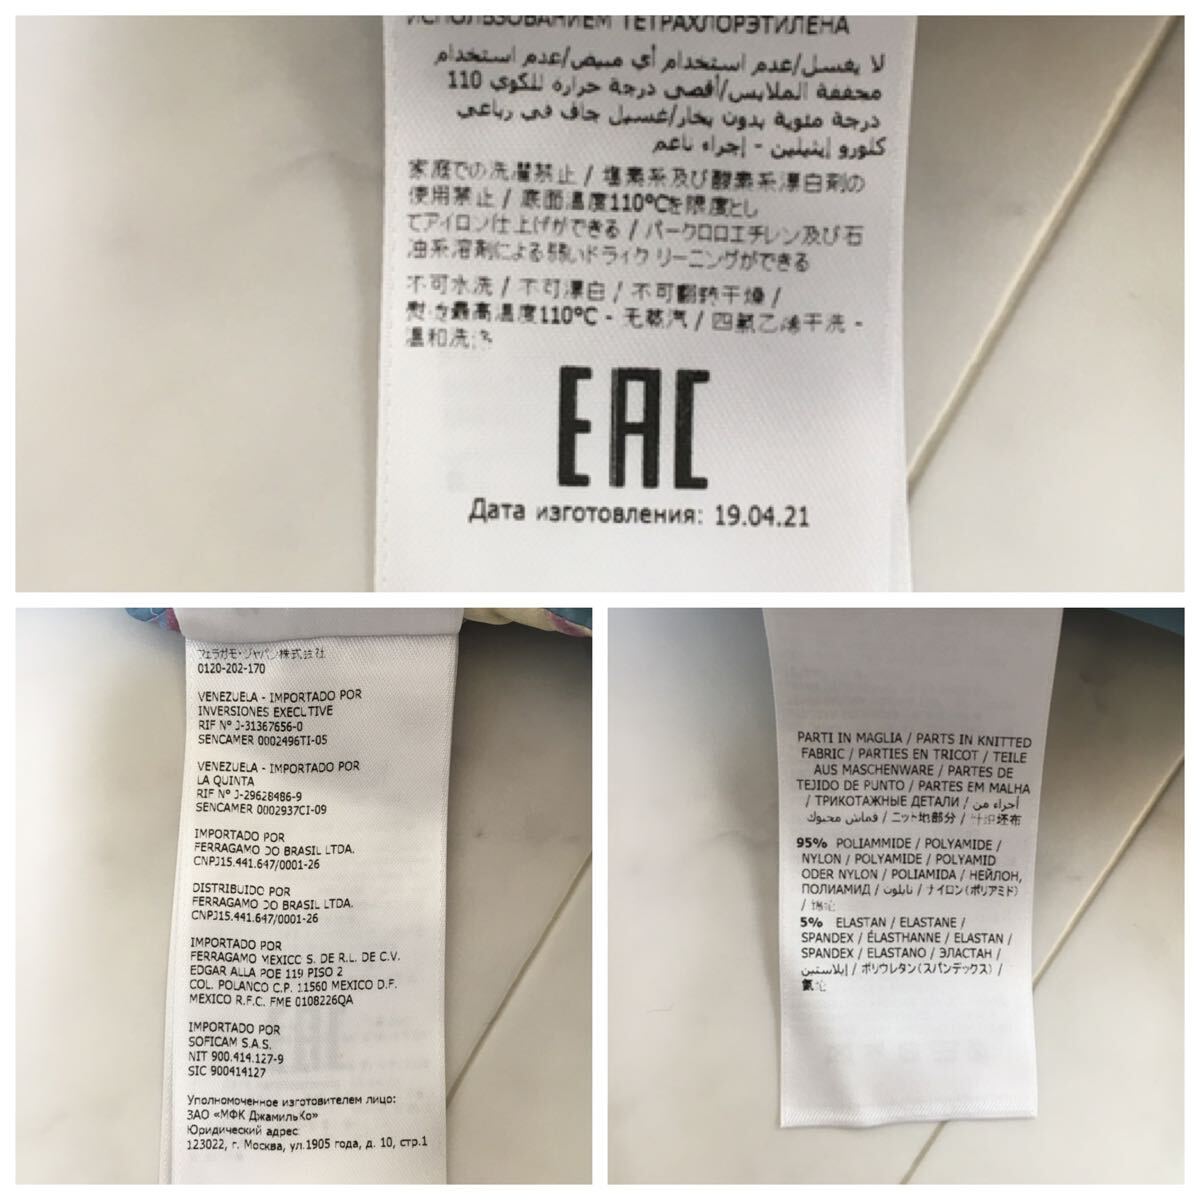 ИСПОЛЬЗОВАНИЕМ ТЕТРАХЛОРЭТИЛЕНА
لا يغسل/عدم استخدام أي مبيض/عدم استخدام
مجففة الملابس/أقصى درجة حرارة للكوي 110
درجة مئوية بدون بخار/غسيل جاف في رباعي
كلورو إيثيلين - إجراء ناعم
家庭での洗濯禁止 / 塩素系及び酸素系漂白剤の
使用禁止 / 底面温度110℃を限度とし
てアイロン仕上げができる / パークロロエチレン及び石
油系溶剤による弱いドライクリーニングができる
不可水洗 / 不可漂白 / 不可翻转干燥 /
最高温度110°C - 无蒸汽 / 四氯乙烯干洗 -
温和洗
EAC
Дата изготовления: 19.04.21
フェラガモ・ジャパン株式会社
0120-202-170
VENEZUELA - IMPORTADO POR
INVERSIONES EXECUTIVE
RIF Nº J-31367656-0
SENCAMER 0002496TI-05
VENEZUELA - IMPORTADO POR
LA QUINTA
RIF Nº J-29628486-9
SENCAMER 0002937CI-09
IMPORTADO POR
FERRAGAMO DO BRASIL LTDA.
CNPJ15.441.647/0001-26
DISTRIBUIDO POR
FERRAGAMO DO BRASIL LTDA.
CNPJ15.441.647/0001-26
IMPORTADO POR
FERRAGAMO MEXICO S. DE R.L. DE C.V.
EDGAR ALLA POE 119 PISO 2
COL. POLANCO C.P. 11560 MEXICO D.F.
MEXICO R.F.C. FME 0108226QA
IMPORTADO POR
SOFICAM S.A.S.
NIT 900.414.127-9
SIC 900414127
Уполномоченное изготовителем лицо:
ЗАО «МФК ДжамильКо»
Юридический адрес:
123022, г. Москва, ул.1905 года, д. 10, стр.1
PARTI IN MAGLIA / PARTS IN KNITTED
FABRIC / PARTIES EN TRICOT / TEILE
AUS MASCHENWARE / PARTES DE
TEJIDO DE PUNTO / PARTES EM MALHA
/ ТРИКОТАЖНЫЕ ДЕТАЛИ / أجزاء من
قماش محبوك / ニット地部分 / 针织坯布
95% POLIAMMIDE / POLYAMIDE /
NYLON / POLYAMIDE / POLYAMID
ODER NYLON / POLIAMIDA / НЕЙЛОН,
ПОЛИАМИД / نايلون / ナイロン(ポリアミド)
/
5% ELASTAN / ELASTANE /
SPANDEX / ÉLASTHANNE / ELASTAN /
SPANDEX / ELASTANO / ЭЛАСТАН /
إيلاستين / ポリウレタン(スパンデックス) /